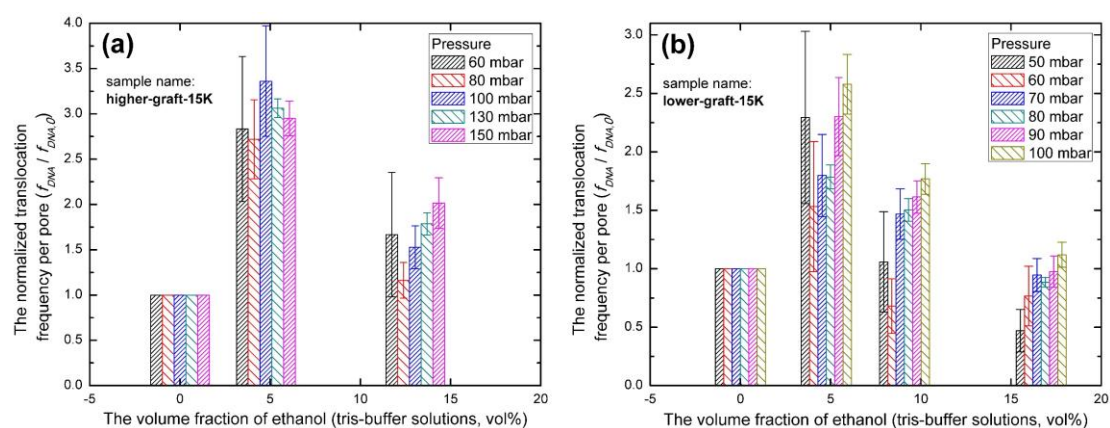 (a)
sample name:
higher-graft-15K
Pressure
60 mbar
80 mbar
100 mbar
130 mbar
150 mbar
The normalized translocation
frequency per pore (f_DNA / f_DNA,0)
4.0
3.5
3.0
2.5
2.0
1.5
1.0
0.5
0.0
-5
0
5
10
15
20
The volume fraction of ethanol (tris-buffer solutions, vol%)
(b)
sample name:
lower-graft-15K
Pressure
50 mbar
60 mbar
70 mbar
80 mbar
90 mbar
100 mbar
The normalized translocation
frequency per pore (f_DNA / f_DNA,0)
3.0
2.5
2.0
1.5
1.0
0.5
0.0
-5
0
5
10
15
20
The volume fraction of ethanol (tris-buffer solutions, vol%)